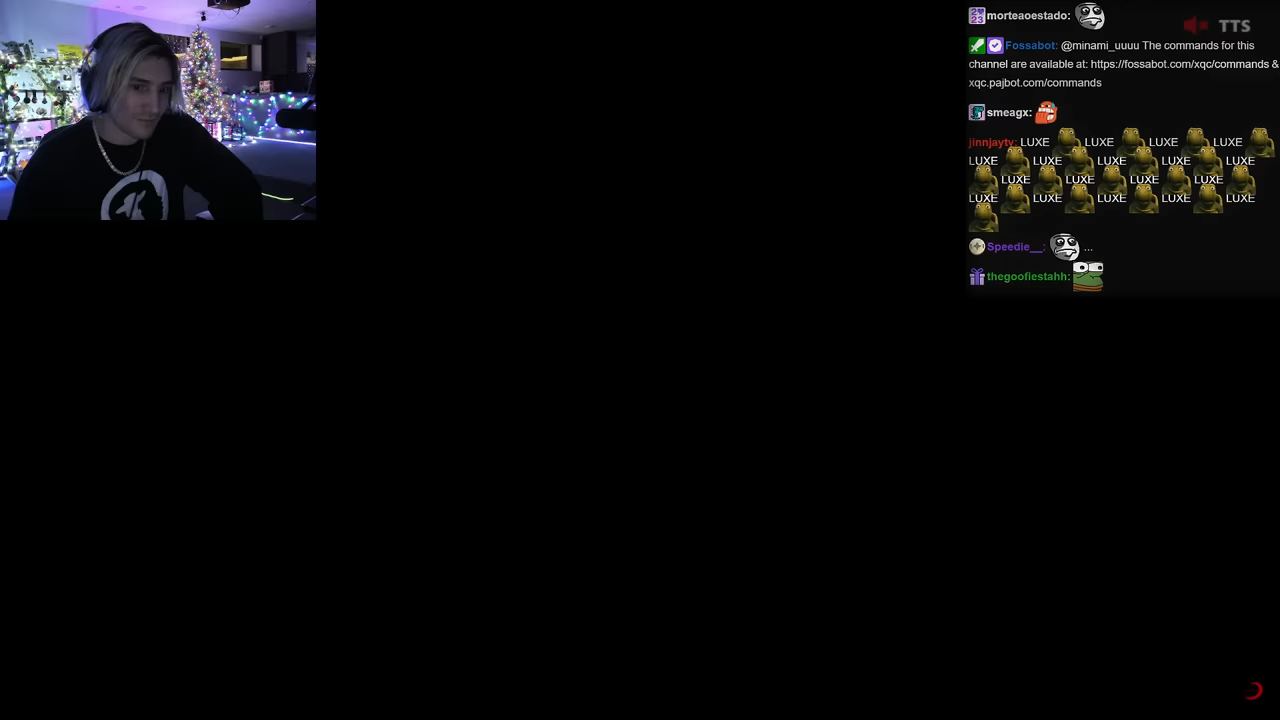 morteaoestado:
TTS
Fossabot: @minami_uuuu The commands for this
channel are available at: https://fossabot.com/xqc/commands &
xqc.pajbot.com/commands
smeagx:
jinnjaytv: LUXE LUXE LUXE LUXE
LUXE LUXE LUXE LUXE LUXE
LUXE LUXE LUXE LUXE
LUXE LUXE LUXE LUXE LUXE
Speedle__: ...
thegoofiestahh: